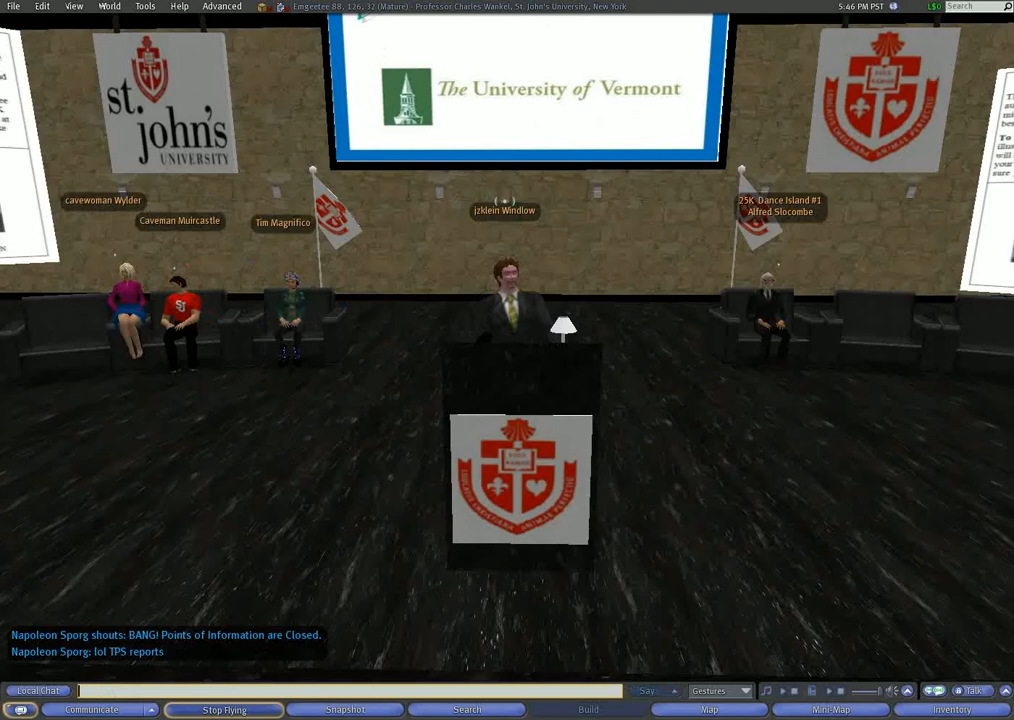 File Edit View World Tools Help Advanced Emgeetee 88, 126, 32 (Mature) - Professor Charles Wankel, St. John's University, New York 5:46 PM PST L$0 Search
st.
john's
UNIVERSITY
The University of Vermont
cavewoman Wylder
Caveman Muircastle
Tim Magnifico
jzklein Windlow
25K Dance Island #1
Alfred Slocombe
SJ
Napoleon Sporg shouts: BANG! Points of Information are Closed.
Napoleon Sporg: lol TPS reports
Local Chat Say Gestures Talk
Communicate Stop Flying Snapshot Search Build Map Mini-Map Inventory